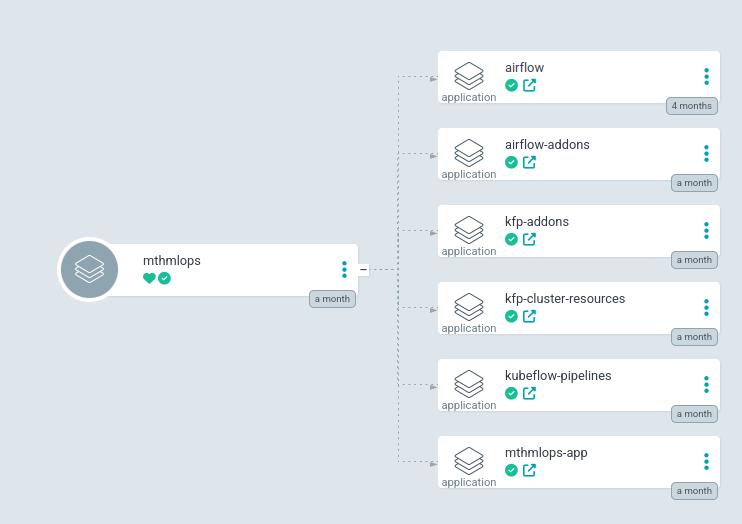 airflow
application
4 months
airflow-addons
application
a month
kfp-addons
application
a month
mthmlops
a month
kfp-cluster-resources
application
a month
kubeflow-pipelines
application
a month
mthmlops-app
application
a month